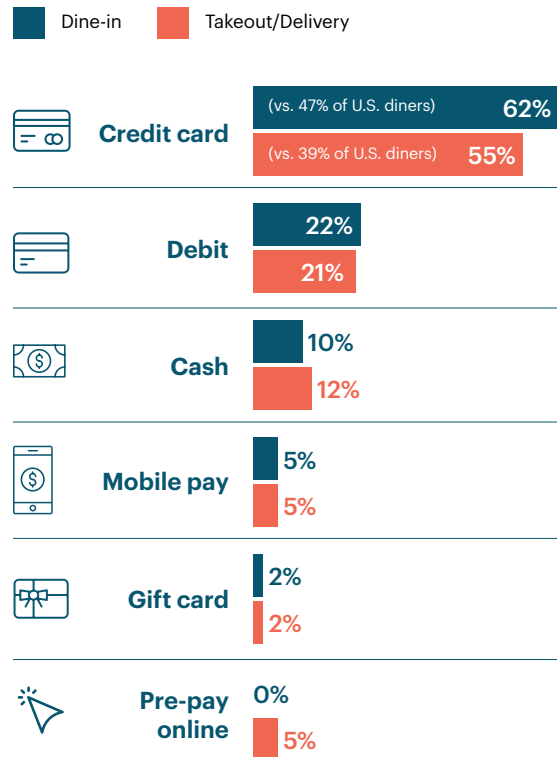 Dine-in Takeout/Delivery
(vs. 47% of U.S. diners) 62%
Credit card
(vs. 39% of U.S. diners) 55%
22%
Debit
21%
10%
Cash
12%
5%
Mobile pay
5%
2%
Gift card
2%
0%
Pre-pay
online
5%